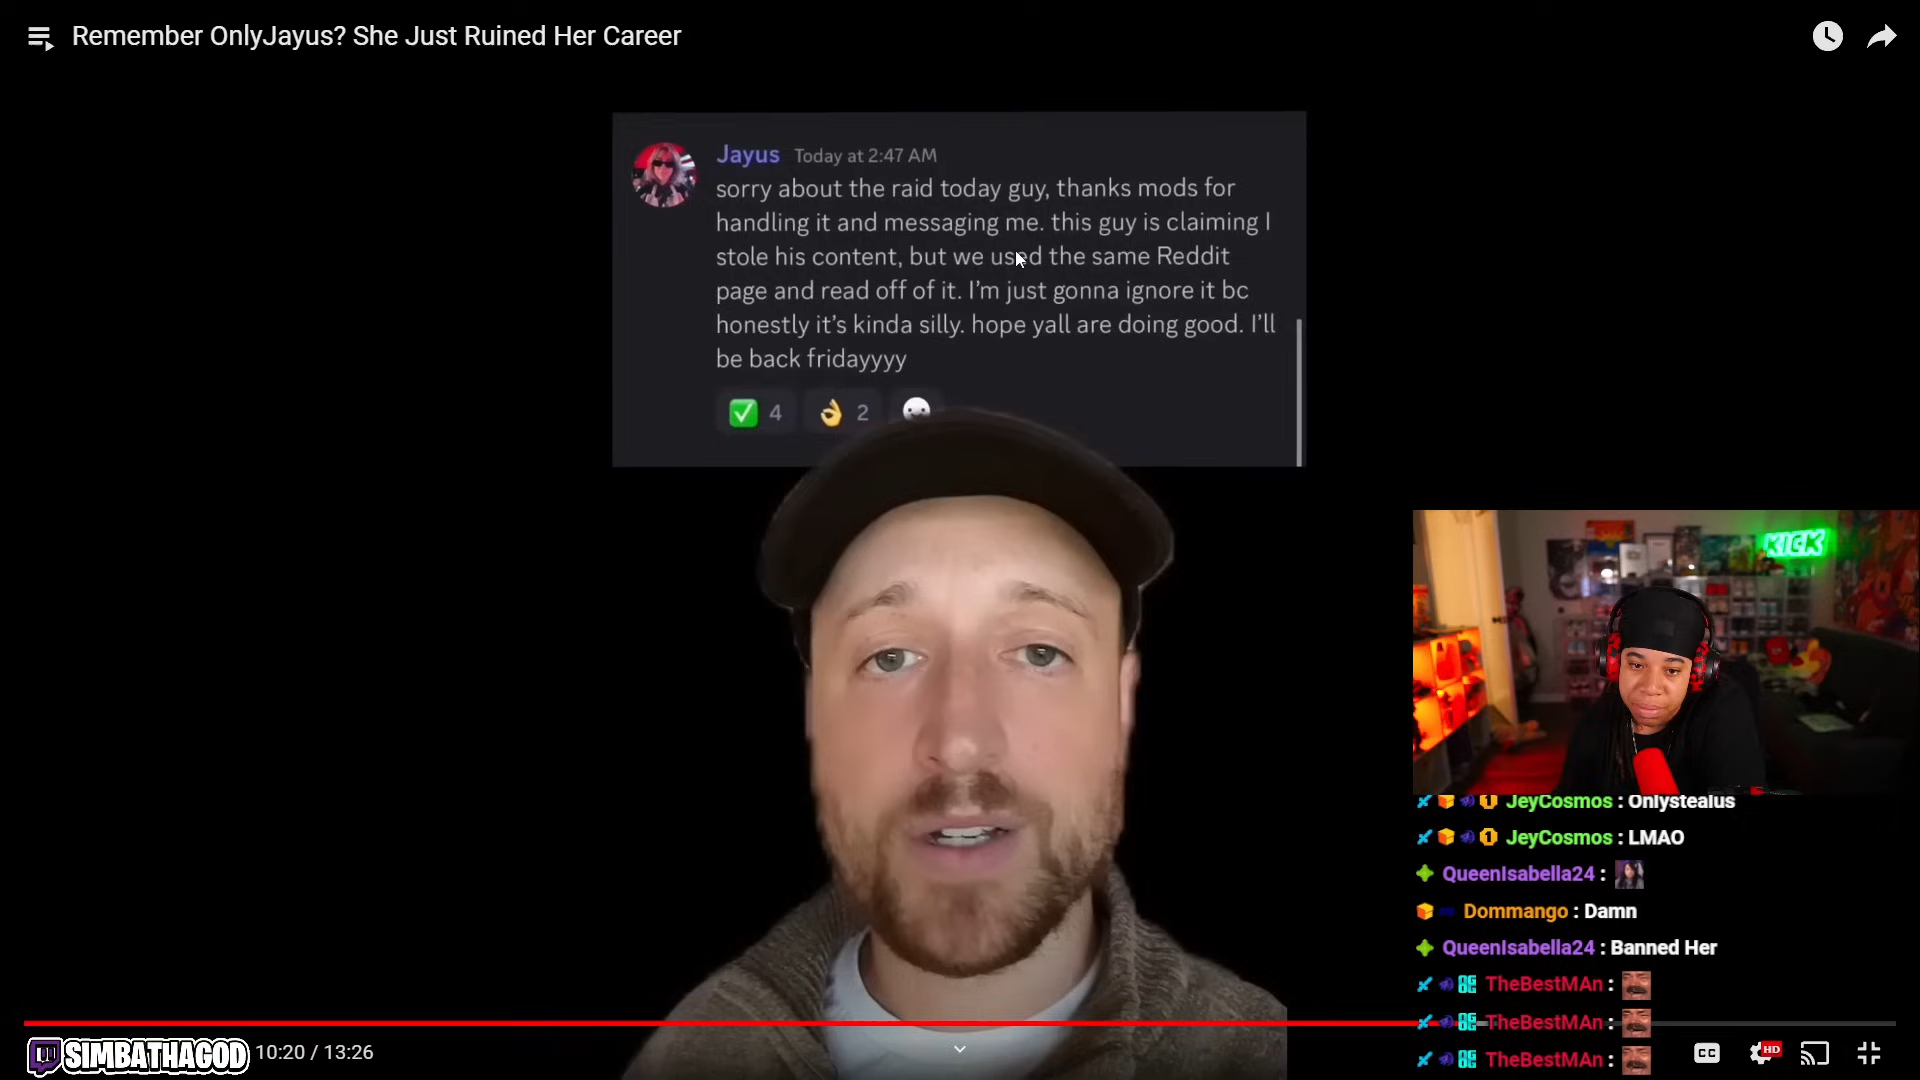 Remember OnlyJayus? She Just Ruined Her Career
Jayus Today at 2:47 AM
sorry about the raid today guy, thanks mods for
handling it and messaging me. this guy is claiming I
stole his content, but we used the same Reddit
page and read off of it. I'm just gonna ignore it bc
honestly it's kinda silly. hope yall are doing good. I'll
be back fridayyyy
✅ 4 👌 2
KICK
JeyCosmos : Onlystealus
JeyCosmos : LMAO
QueenIsabella24 :
Dommango : Damn
QueenIsabella24 : Banned Her
TheBestMAn :
TheBestMAn :
TheBestMAn :
SIMBATHAGOD
10:20 / 13:26
CC
HD